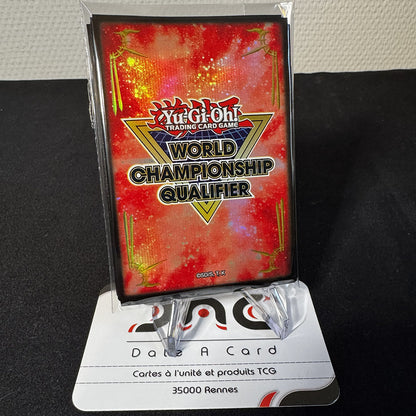 Yu-Gi-Oh!
TRADING CARD GAME
WORLD
CHAMPIONSHIP
QUALIFIER
Date A Card
Cartes à l'unité et produits TCG
35000 Rennes